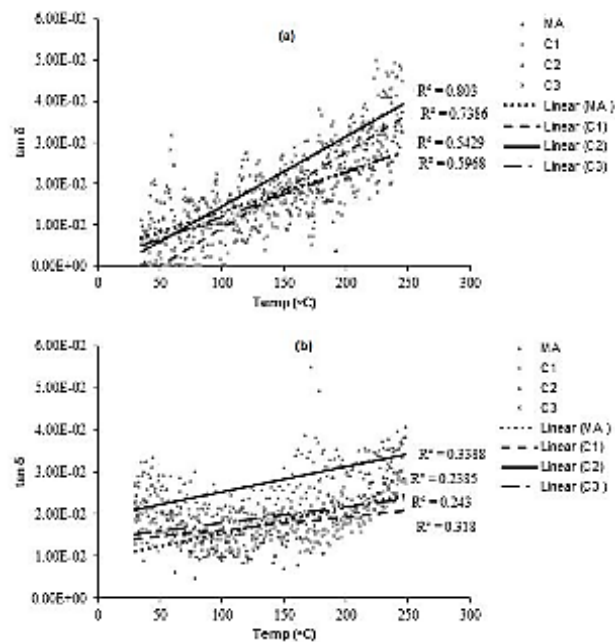 (a)
6.00E-02
5.00E-02
4.00E-02
3.00E-02
2.00E-02
1.00E-02
0.00E+00
tan δ
0 50 100 150 200 250 300
Temp (°C)
R² = 0.803
R² = 0.7386
R² = 0.5429
R² = 0.5968
MA
C1
C2
C3
Linear (MA )
Linear (C1)
Linear (C2)
Linear (C3)
(b)
6.00E-02
5.00E-02
4.00E-02
3.00E-02
2.00E-02
1.00E-02
0.00E+00
tan δ
0 50 100 150 200 250 300
Temp (°C)
R² = 0.3388
R² = 0.2385
R² = 0.243
R² = 0.318
MA
C1
C2
C3
Linear (MA )
Linear (C1)
Linear (C2)
Linear (C3 )